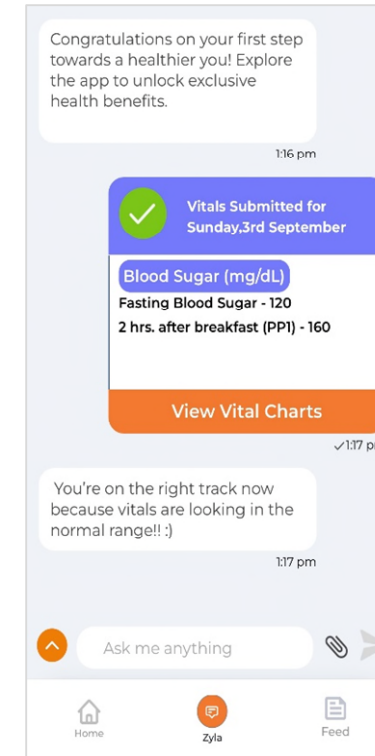 Congratulations on your first step
towards a healthier you! Explore
the app to unlock exclusive
health benefits.
1:16 pm
Vitals Submitted for
Sunday,3rd September
Blood Sugar (mg/dL)
Fasting Blood Sugar - 120
2 hrs. after breakfast (PP1) - 160
View Vital Charts
1:17 p
You're on the right track now
because vitals are looking in the
normal range!! :)
1:17 pm
Ask me anything
Home
Zyla
Feed